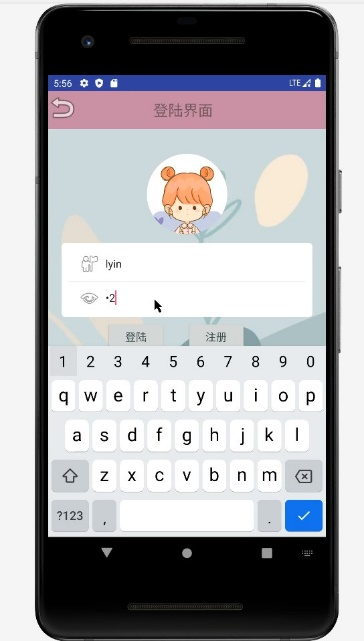 5:56 LTE
登陆界面
lyin
•2
登陆 注册
1 2 3 4 5 6 7 8 9 0
q w e r t y u i o p
a s d f g h j k l
z x c v b n m
?123 , .